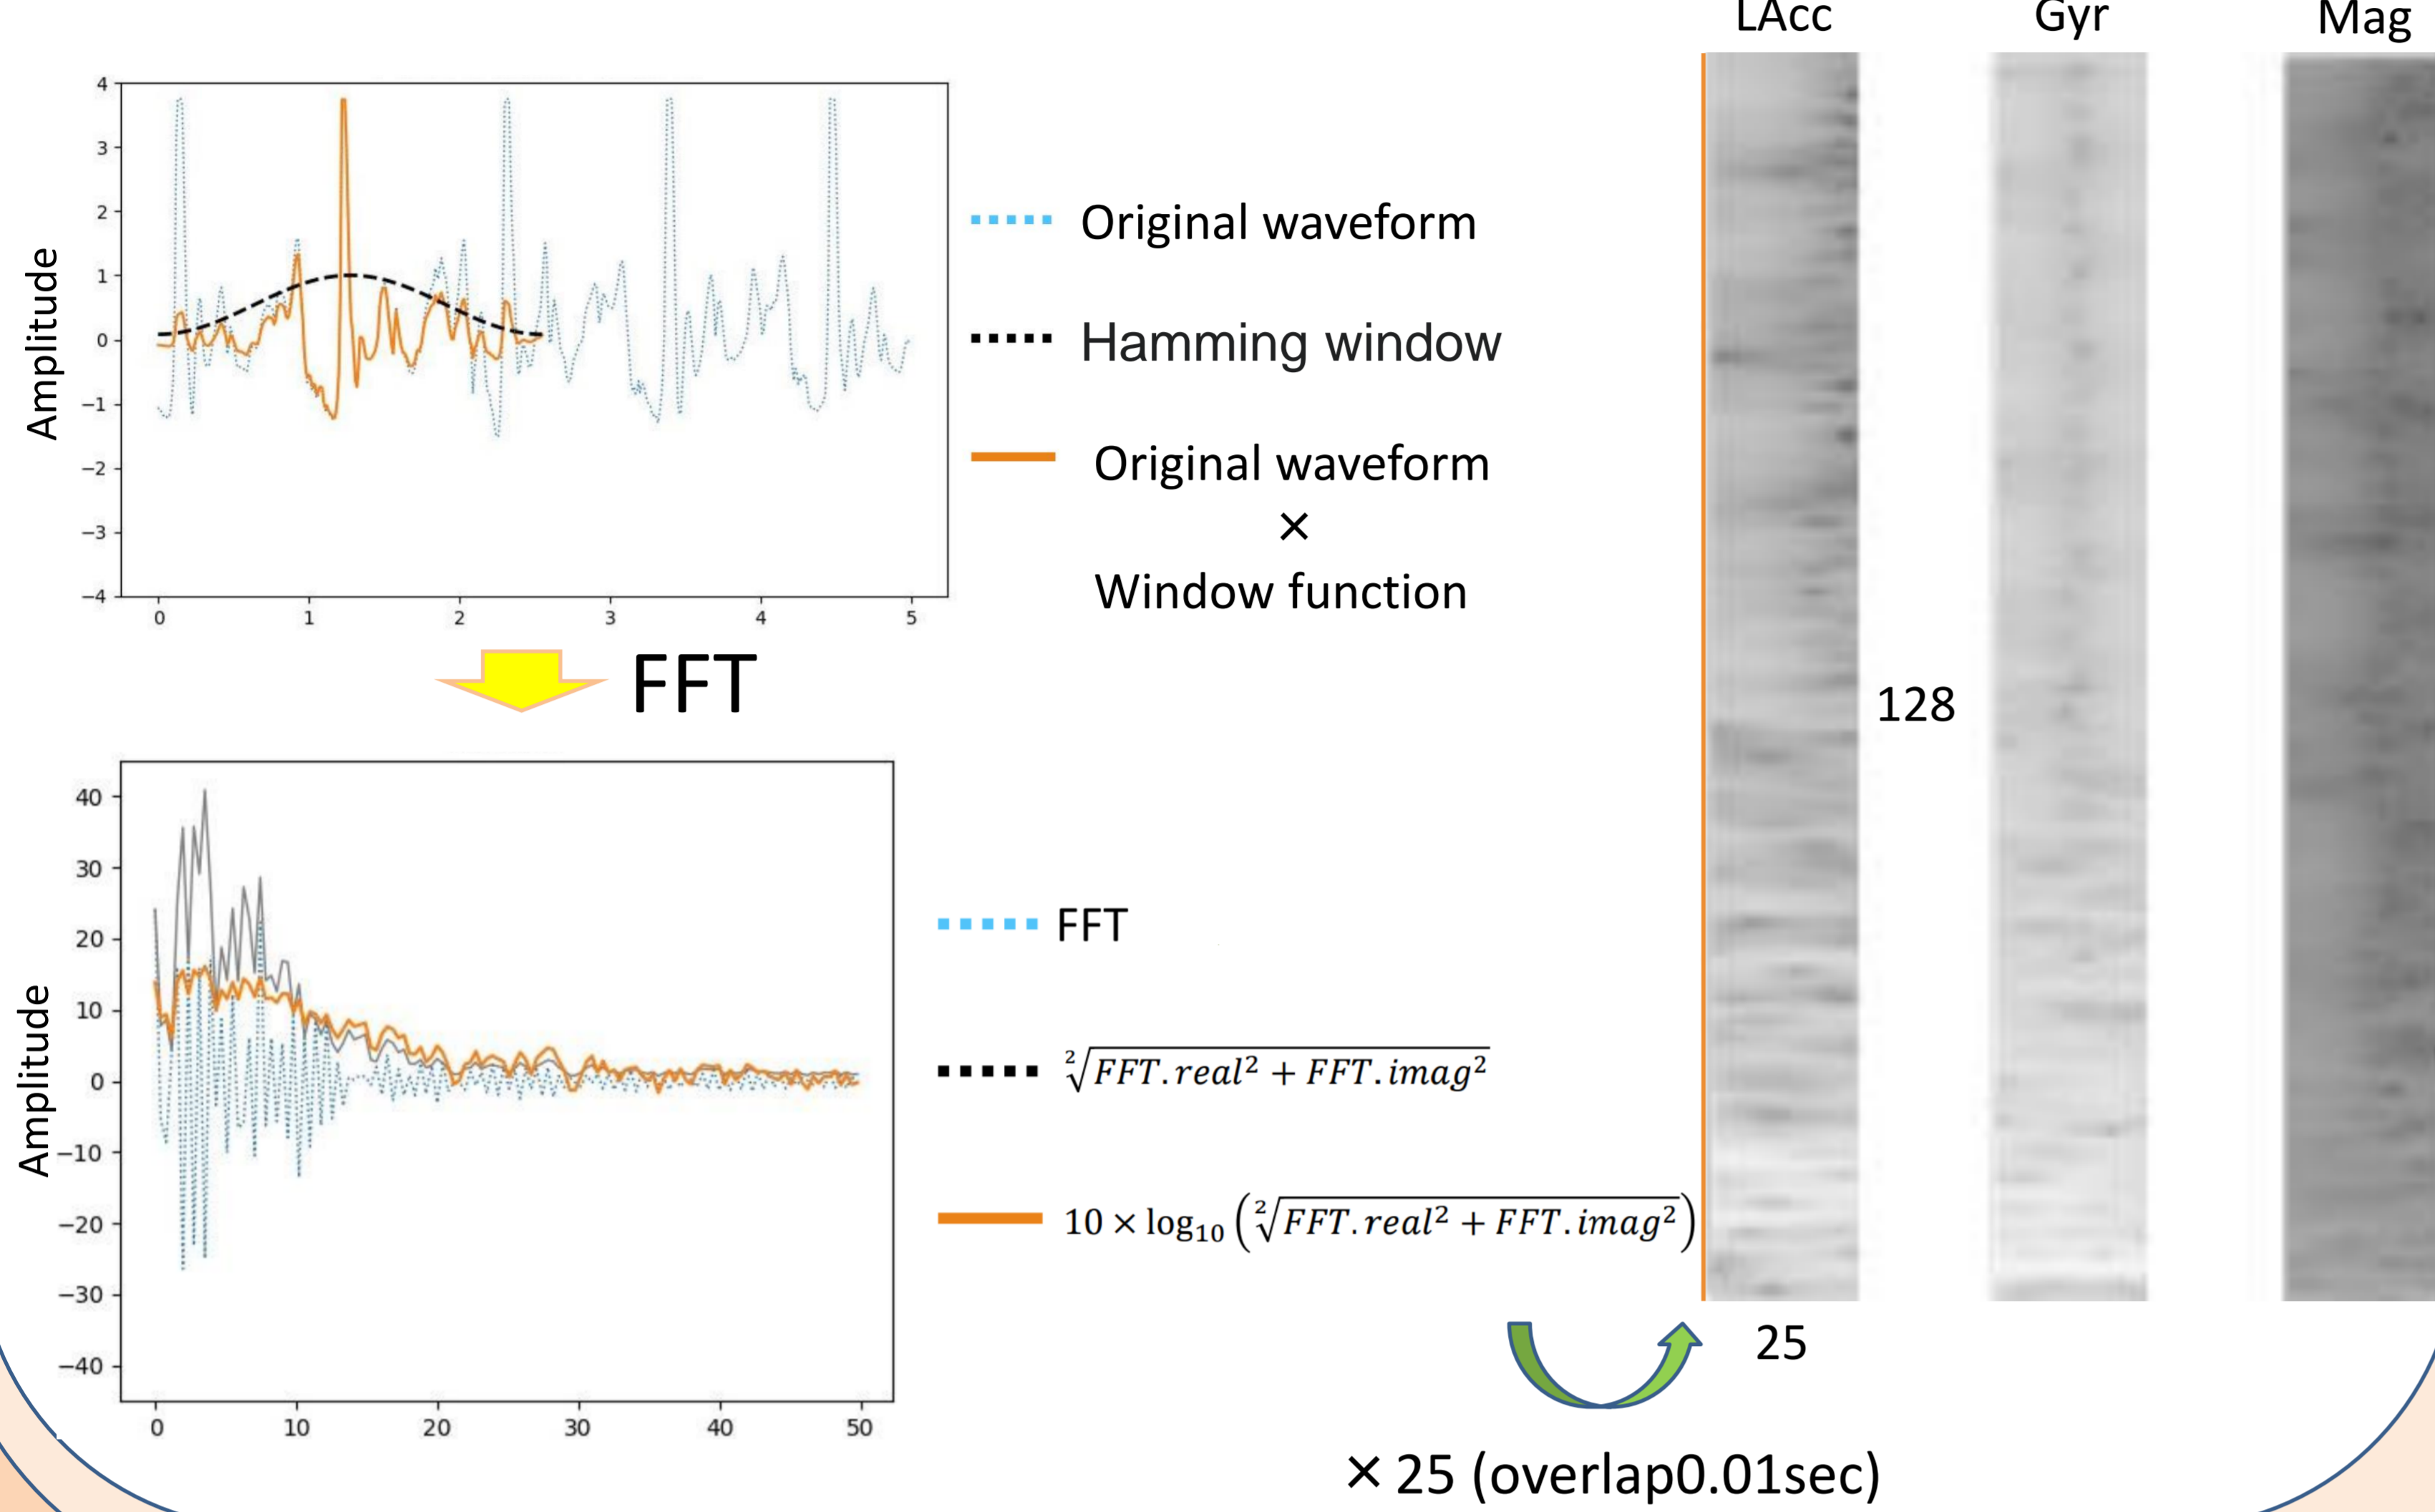 LAcc
Gyr
Mag
4
3
2
1
0
−1
−2
−3
−4
Amplitude
0 1 2 3 4 5
Original waveform
Hamming window
Original waveform
×
Window function
FFT
128
40
30
20
10
0
−10
−20
−30
−40
Amplitude
0 10 20 30 40 50
FFT
²√(FFT.real² + FFT.imag²)
10 × log₁₀ (²√(FFT.real² + FFT.imag²))
25
× 25 (overlap0.01sec)